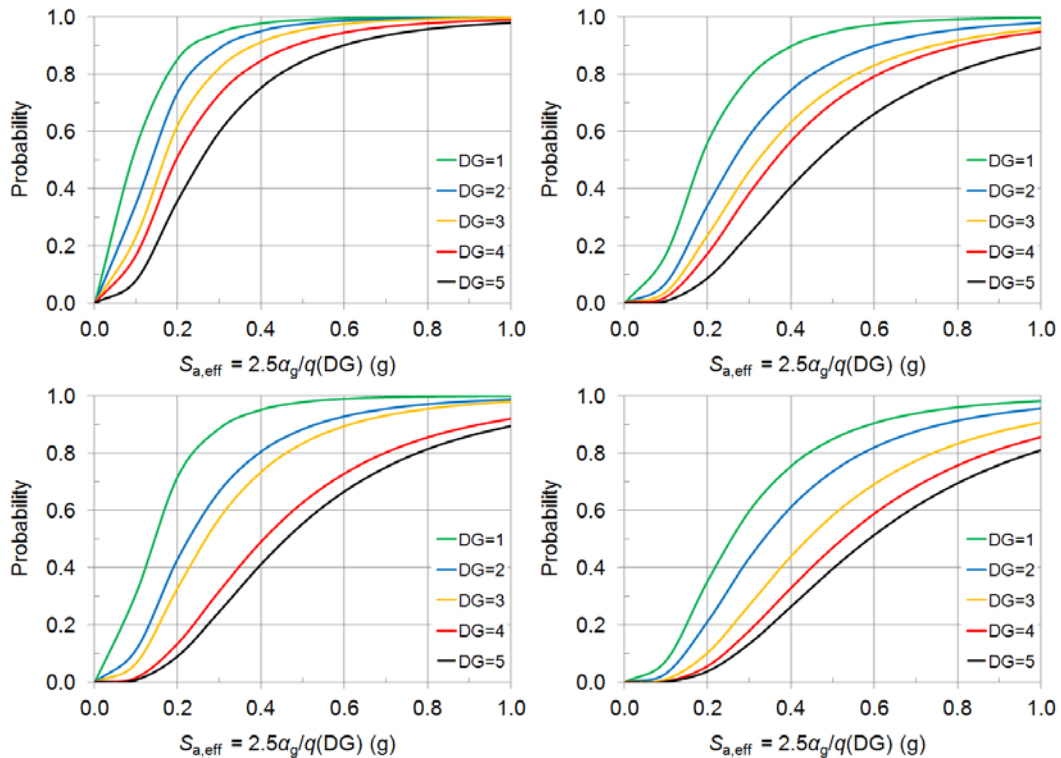 1.0
0.8
0.6
0.4
0.2
0.0
Probability
DG=1
DG=2
DG=3
DG=4
DG=5
0.0 0.2 0.4 0.6 0.8 1.0
Sa,eff = 2.5αg/q(DG) (g)
1.0
0.8
0.6
0.4
0.2
0.0
Probability
DG=1
DG=2
DG=3
DG=4
DG=5
0.0 0.2 0.4 0.6 0.8 1.0
Sa,eff = 2.5αg/q(DG) (g)
1.0
0.8
0.6
0.4
0.2
0.0
Probability
DG=1
DG=2
DG=3
DG=4
DG=5
0.0 0.2 0.4 0.6 0.8 1.0
Sa,eff = 2.5αg/q(DG) (g)
1.0
0.8
0.6
0.4
0.2
0.0
Probability
DG=1
DG=2
DG=3
DG=4
DG=5
0.0 0.2 0.4 0.6 0.8 1.0
Sa,eff = 2.5αg/q(DG) (g)